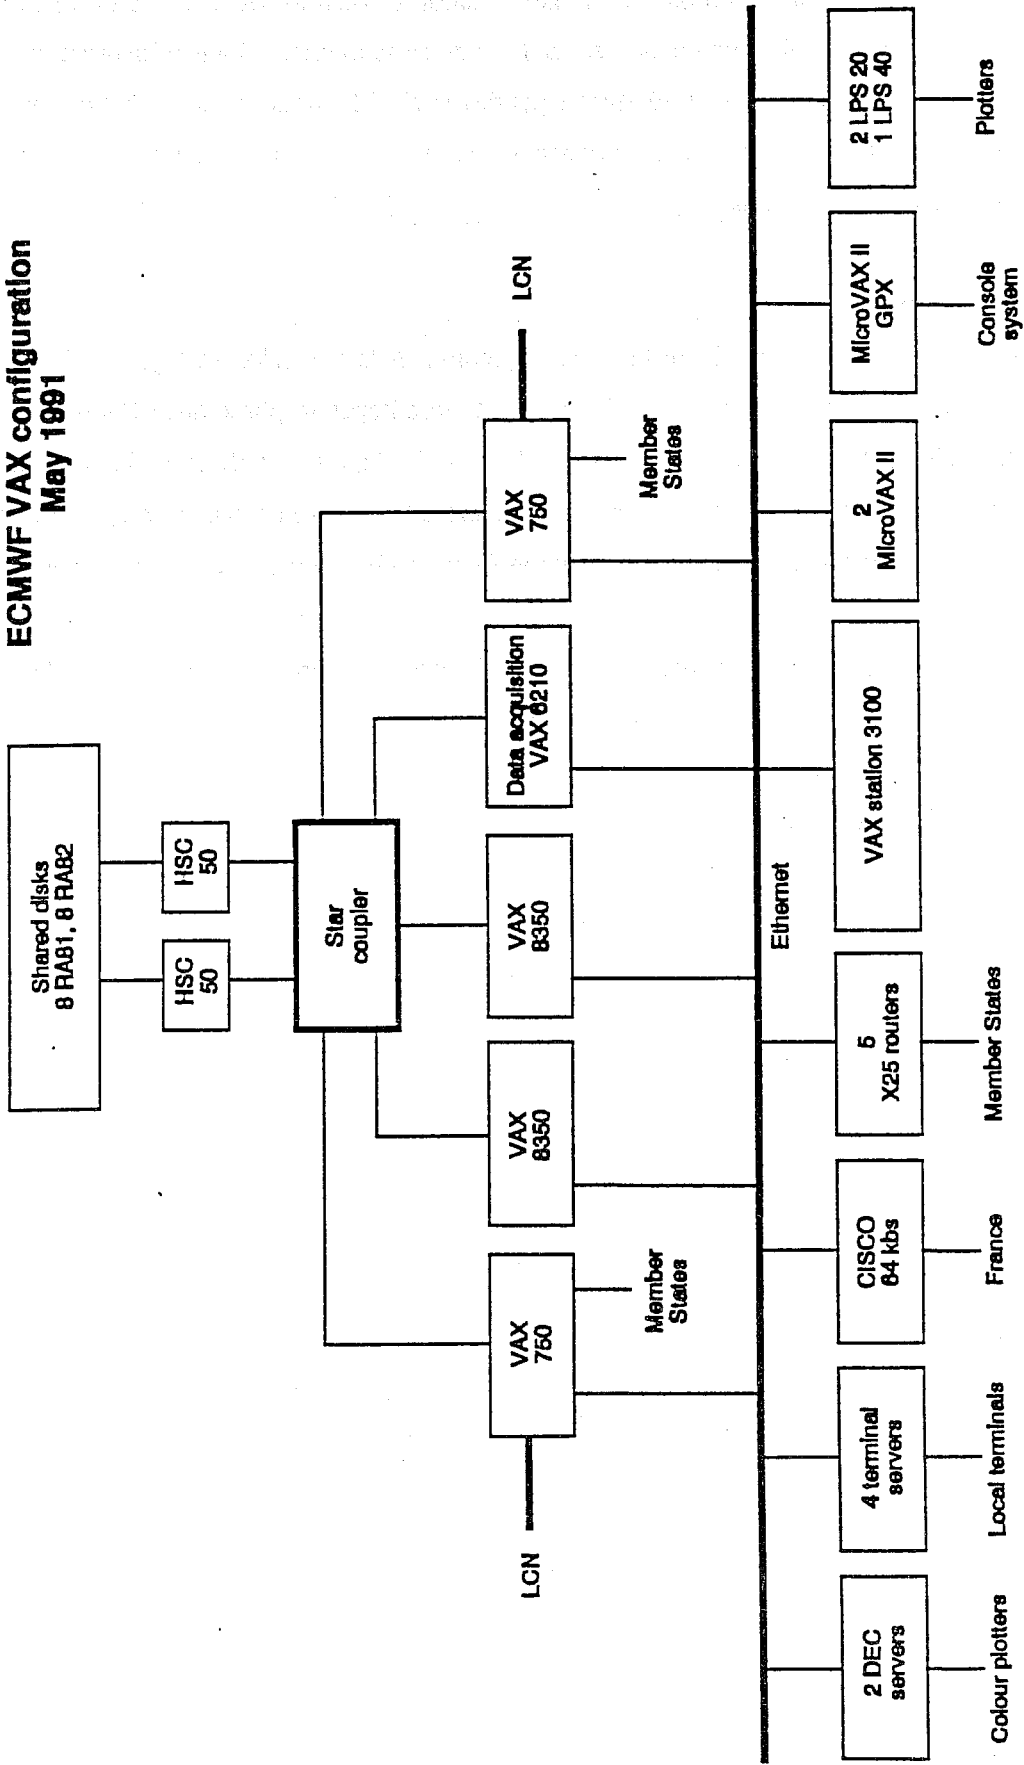 ECMWF VAX configuration
May 1991
Shared disks
8 RA81, 8 RA82
HSC
50
HSC
50
Star
coupler
LCN
VAX
750
Member
States
VAX
8350
VAX
8350
Data acquisition
VAX 6210
VAX
750
Member
States
LCN
Ethernet
2 DEC
servers
Colour plotters
4 terminal
servers
Local terminals
CISCO
64 kbs
France
5
X25 routers
Member States
VAX station 3100
2
MicroVAX II
MicroVAX II
GPX
Console
system
2 LPS 20
1 LPS 40
Plotters